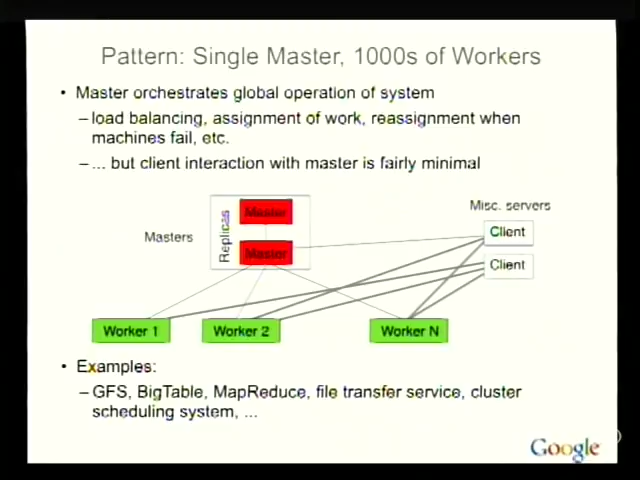 Pattern: Single Master, 1000s of Workers
• Master orchestrates global operation of system
– load balancing, assignment of work, reassignment when
machines fail, etc.
– ... but client interaction with master is fairly minimal
Misc. servers
Masters
Replicas
Master
Master
Client
Client
Worker 1
Worker 2
Worker N
• Examples:
– GFS, BigTable, MapReduce, file transfer service, cluster
scheduling system, ...
Google